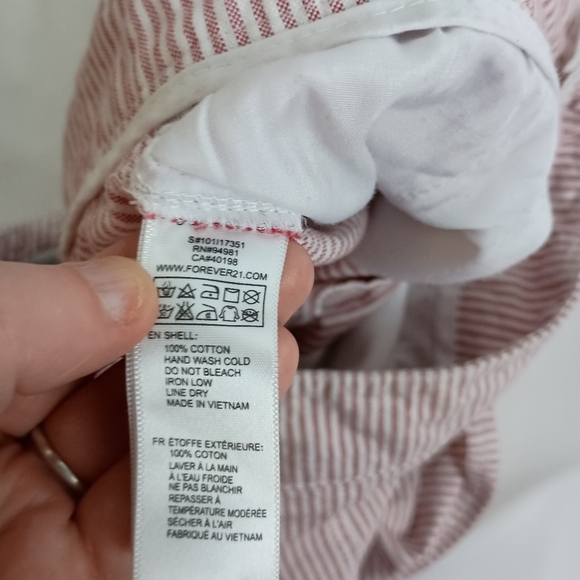 S#101I17351
RN#94981
CA#40198
WWW.FOREVER21.COM
EN SHELL:
100% COTTON
HAND WASH COLD
DO NOT BLEACH
IRON LOW
LINE DRY
MADE IN VIETNAM
FR ÉTOFFE EXTÉRIEURE:
100% COTON
LAVER À LA MAIN
À L'EAU FROIDE
NE PAS BLANCHIR
REPASSER À
TEMPÉRATURE MODÉRÉE
SÉCHER À L'AIR
FABRIQUÉ AU VIETNAM